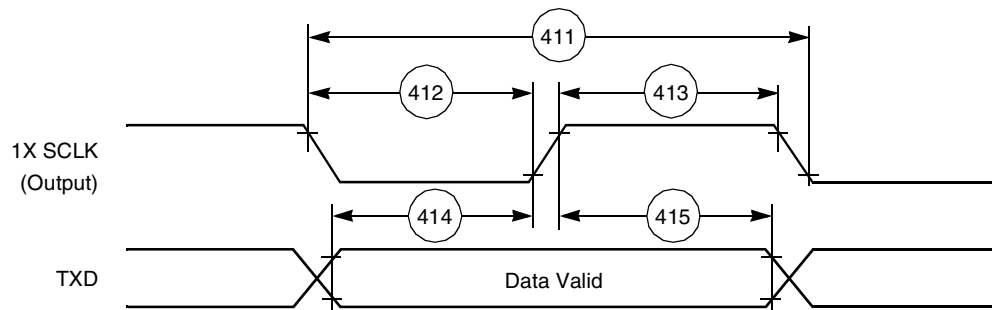 411
412
413
1X SCLK
(Output)
414
415
TXD
Data Valid